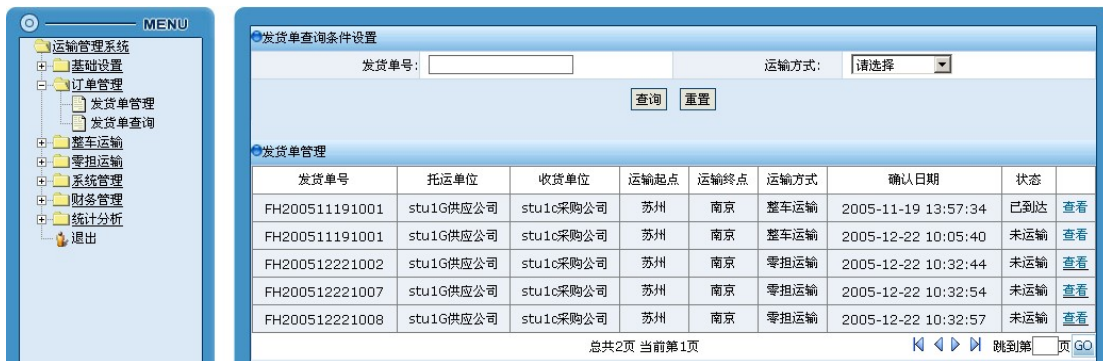 MENU
运输管理系统
基础设置
订单管理
发货单管理
发货单查询
整车运输
零担运输
系统管理
财务管理
统计分析
退出
发货单查询条件设置
发货单号: 运输方式: 请选择
查询 重置
发货单管理
发货单号 托运单位 收货单位 运输起点 运输终点 运输方式 确认日期 状态
FH200511191001 stu1G供应公司 stu1c采购公司 苏州 南京 整车运输 2005-11-19 13:57:34 已到达 查看
FH200511191001 stu1G供应公司 stu1c采购公司 苏州 南京 整车运输 2005-12-22 10:05:40 未运输 查看
FH200512221002 stu1G供应公司 stu1c采购公司 苏州 南京 零担运输 2005-12-22 10:32:44 未运输 查看
FH200512221007 stu1G供应公司 stu1c采购公司 苏州 南京 零担运输 2005-12-22 10:32:54 未运输 查看
FH200512221008 stu1G供应公司 stu1c采购公司 苏州 南京 零担运输 2005-12-22 10:32:57 未运输 查看
总共2页 当前第1页 跳到第 页 GO